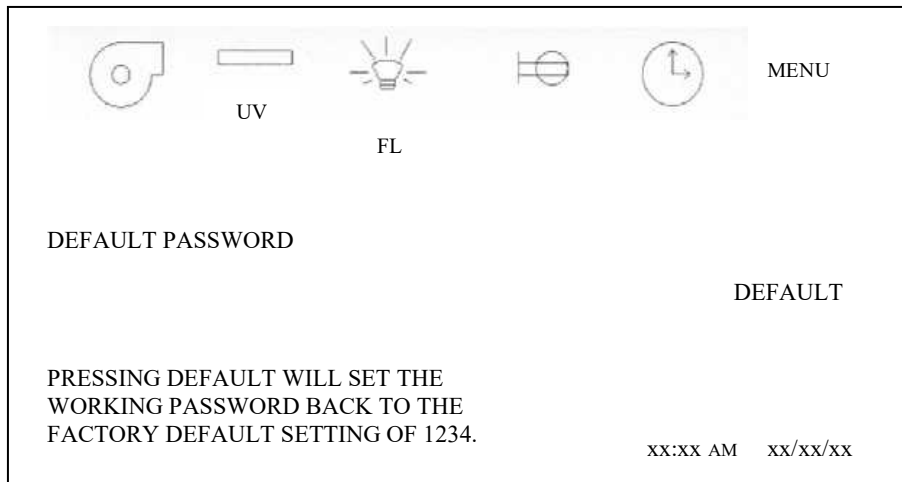 MENU
UV
FL
DEFAULT PASSWORD
DEFAULT
PRESSING DEFAULT WILL SET THE
WORKING PASSWORD BACK TO THE
FACTORY DEFAULT SETTING OF 1234.
xx:xx AM xx/xx/xx